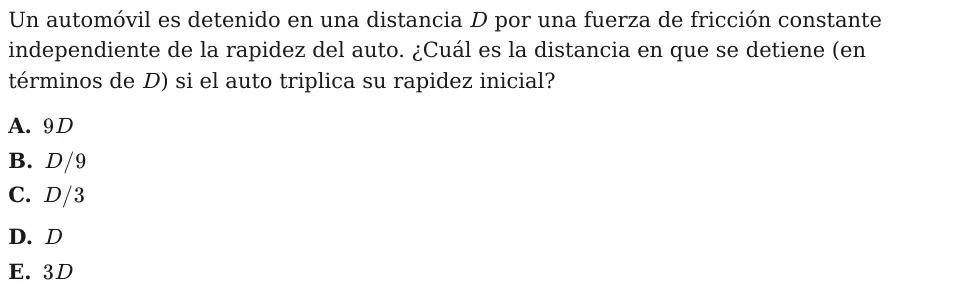 Un automóvil es detenido en una distancia D por una fuerza de fricción constante
independiente de la rapidez del auto. ¿Cuál es la distancia en que se detiene (en
términos de D) si el auto triplica su rapidez inicial?
A. 9D
B. D/9
C. D/3
D. D
E. 3D